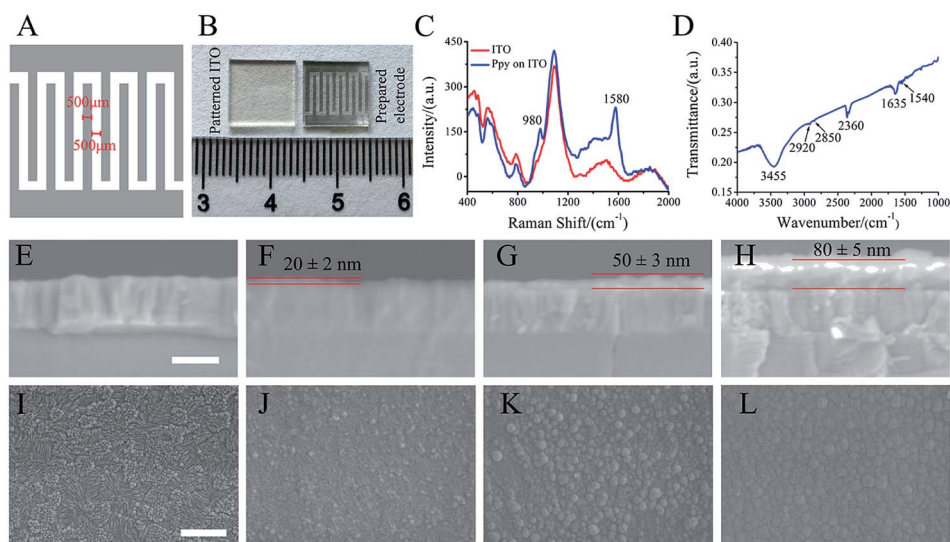 A
500μm
500μm
B
Patterned ITO
Prepared
electrode
3 4 5 6
C
450
300
150
0
400 800 1200 1600 2000
Intensity/(a.u.)
Raman Shift/(cm⁻¹)
ITO
Ppy on ITO
980
1580
D
0.40
0.35
0.30
0.25
0.20
0.15
4000 3500 3000 2500 2000 1500 1000
Transmittance/(a.u.)
Wavenumber/(cm⁻¹)
3455
2920
2850
2360
1635
1540
E
F
20 ± 2 nm
G
50 ± 3 nm
H
80 ± 5 nm
I
J
K
L